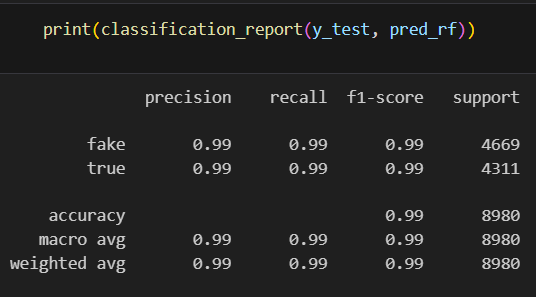 print(classification_report(y_test, pred_rf))
precision recall f1-score support
fake 0.99 0.99 0.99 4669
true 0.99 0.99 0.99 4311
accuracy 0.99 8980
macro avg 0.99 0.99 0.99 8980
weighted avg 0.99 0.99 0.99 8980